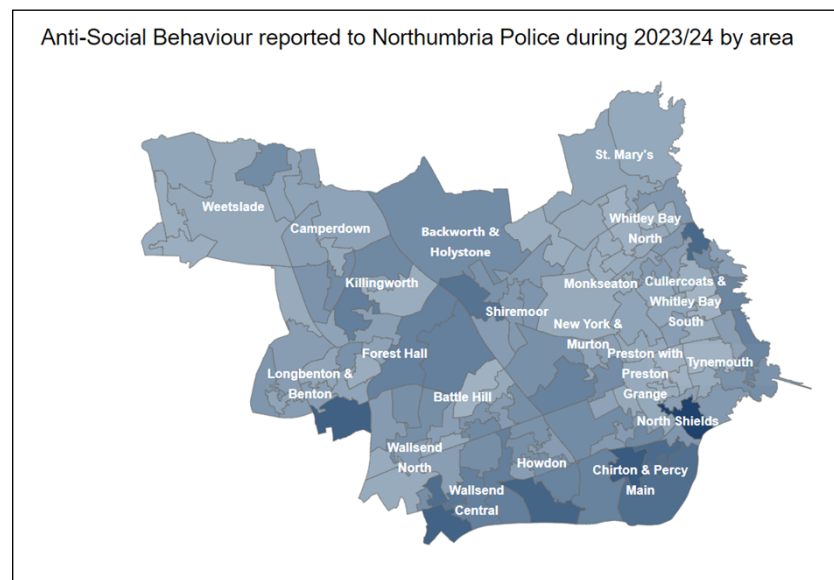 Anti-Social Behaviour reported to Northumbria Police during 2023/24 by area
St. Mary's
Weetslade
Whitley Bay
North
Camperdown
Backworth &
Holystone
Killingworth
Monkseaton
Cullercoats &
Whitley Bay
South
Shiremoor
New York &
Murton
Forest Hall
Preston with
Preston
Grange
Tynemouth
Longbenton &
Benton
Battle Hill
North Shields
Wallsend
North
Howdon
Chirton & Percy
Main
Wallsend
Central